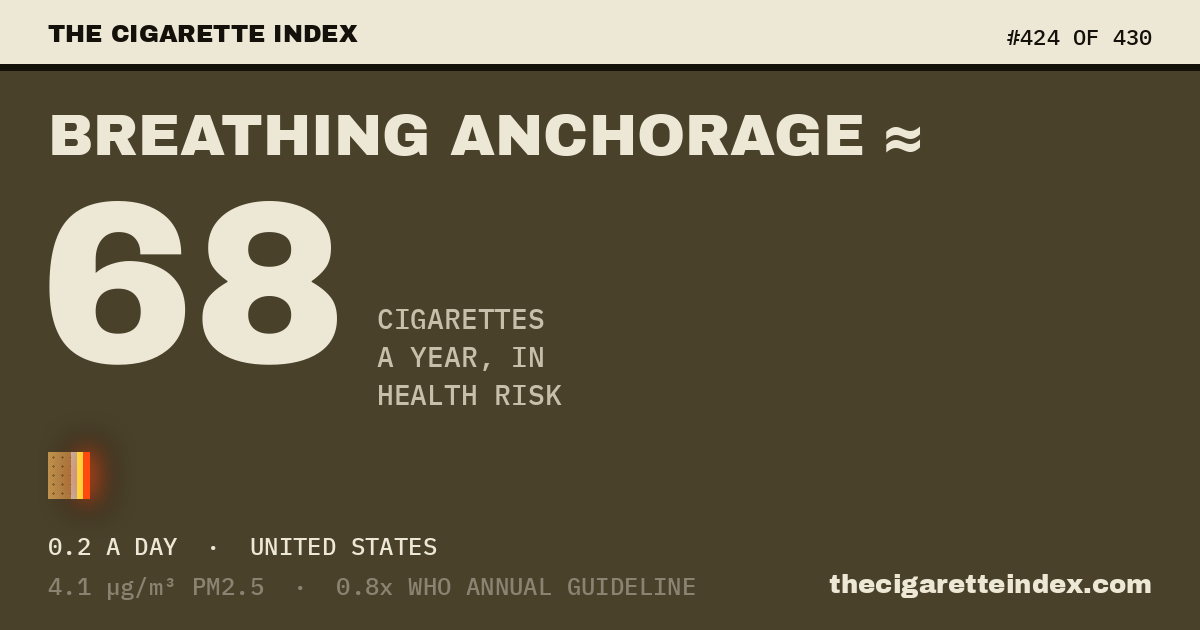 THE CIGARETTE INDEX
#424 OF 430
BREATHING ANCHORAGE ≈
68
CIGARETTES
A YEAR, IN
HEALTH RISK
0.2 A DAY · UNITED STATES
4.1 µg/m³ PM2.5 · 0.8x WHO ANNUAL GUIDELINE
thecigaretteindex.com